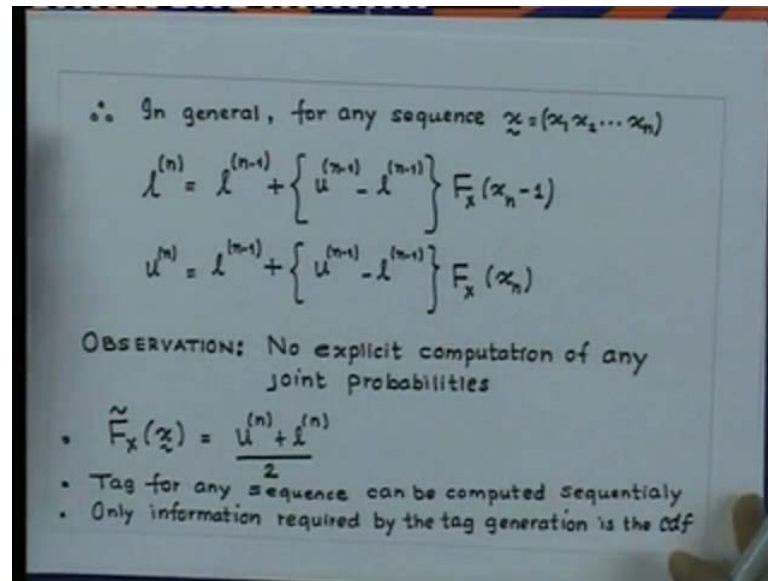 ∴ In general, for any sequence x̰ = (x₁ x₂ ... xₙ)
l⁽ⁿ⁾ = l⁽ⁿ⁻¹⁾ + { u⁽ⁿ⁻¹⁾ - l⁽ⁿ⁻¹⁾ } Fₓ (xₙ - 1)
u⁽ⁿ⁾ = l⁽ⁿ⁻¹⁾ + { u⁽ⁿ⁻¹⁾ - l⁽ⁿ⁻¹⁾ } Fₓ (xₙ)
OBSERVATION: No explicit computation of any
joint probabilities
• F̃ₓ (x̰) = u⁽ⁿ⁾ + l⁽ⁿ⁾
2
• Tag for any sequence can be computed sequentialy
• Only information required by the tag generation is the cdf